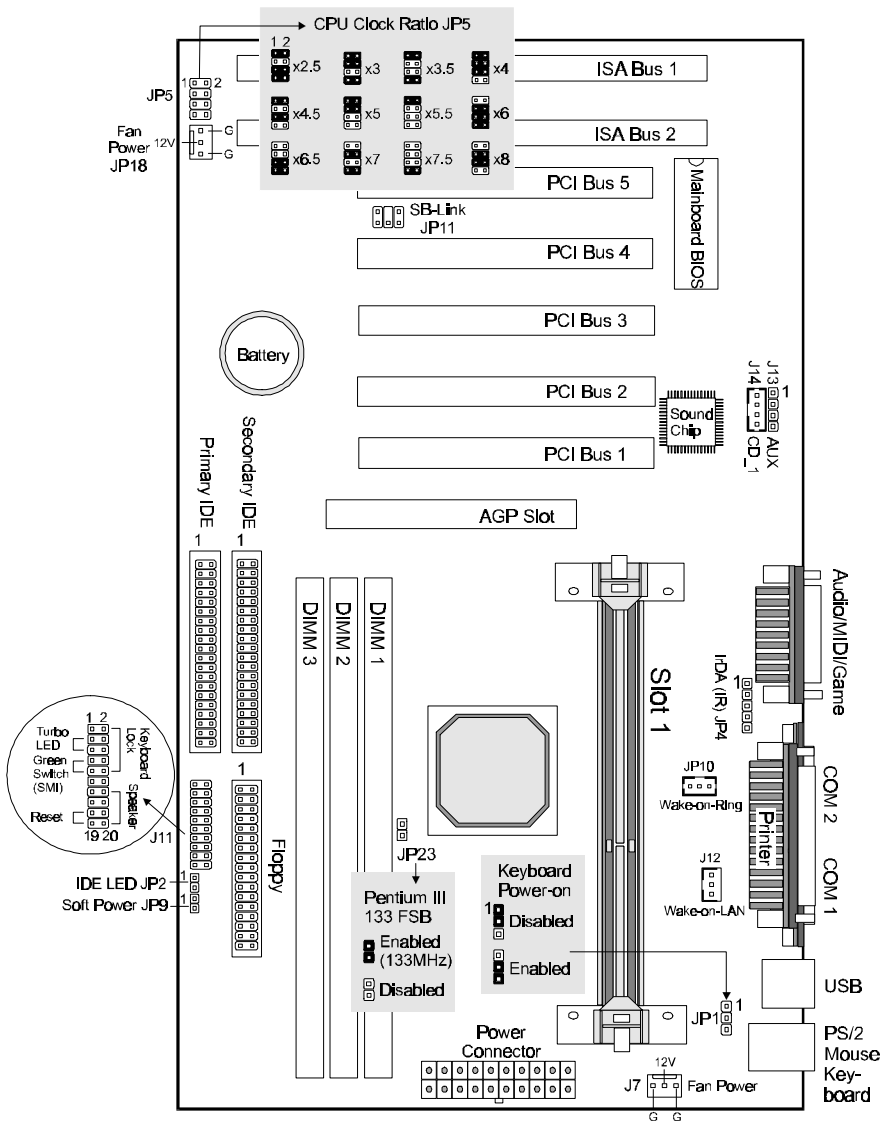 CPU Clock Ratio JP5
1 2
x2.5 x3 x3.5 x4
x4.5 x5 x5.5 x6
x6.5 x7 x7.5 x8
1 2
JP5
Fan
Power
JP18
12V
G
G
ISA Bus 1
ISA Bus 2
PCI Bus 5
SB-Link
JP11
PCI Bus 4
Mainboard BIOS
PCI Bus 3
Battery
PCI Bus 2
J13 1 AUX
J14 CD_1
Sound
Chip
PCI Bus 1
Primary IDE
1
Secondary IDE
1
AGP Slot
DIMM 3
DIMM 2
DIMM 1
Slot 1
Audio/MIDI/Game
IrDA (IR) JP4
1
1 2
Turbo
LED
Green
Switch
(SMI)
Reset
Keyboard
Lock
Speaker
19 20
J11
1
Floppy
JP10
Wake-on-Ring
COM 2
Printer
COM 1
J12
Wake-on-LAN
IDE LED JP2
1
Soft Power JP9
1
JP23
Pentium III
133 FSB
Enabled
(133MHz)
Disabled
Keyboard
Power-on
1
Disabled
Enabled
JP1
1
USB
PS/2
Mouse
Key-
board
Power
Connector
12V
J7
Fan Power
G G